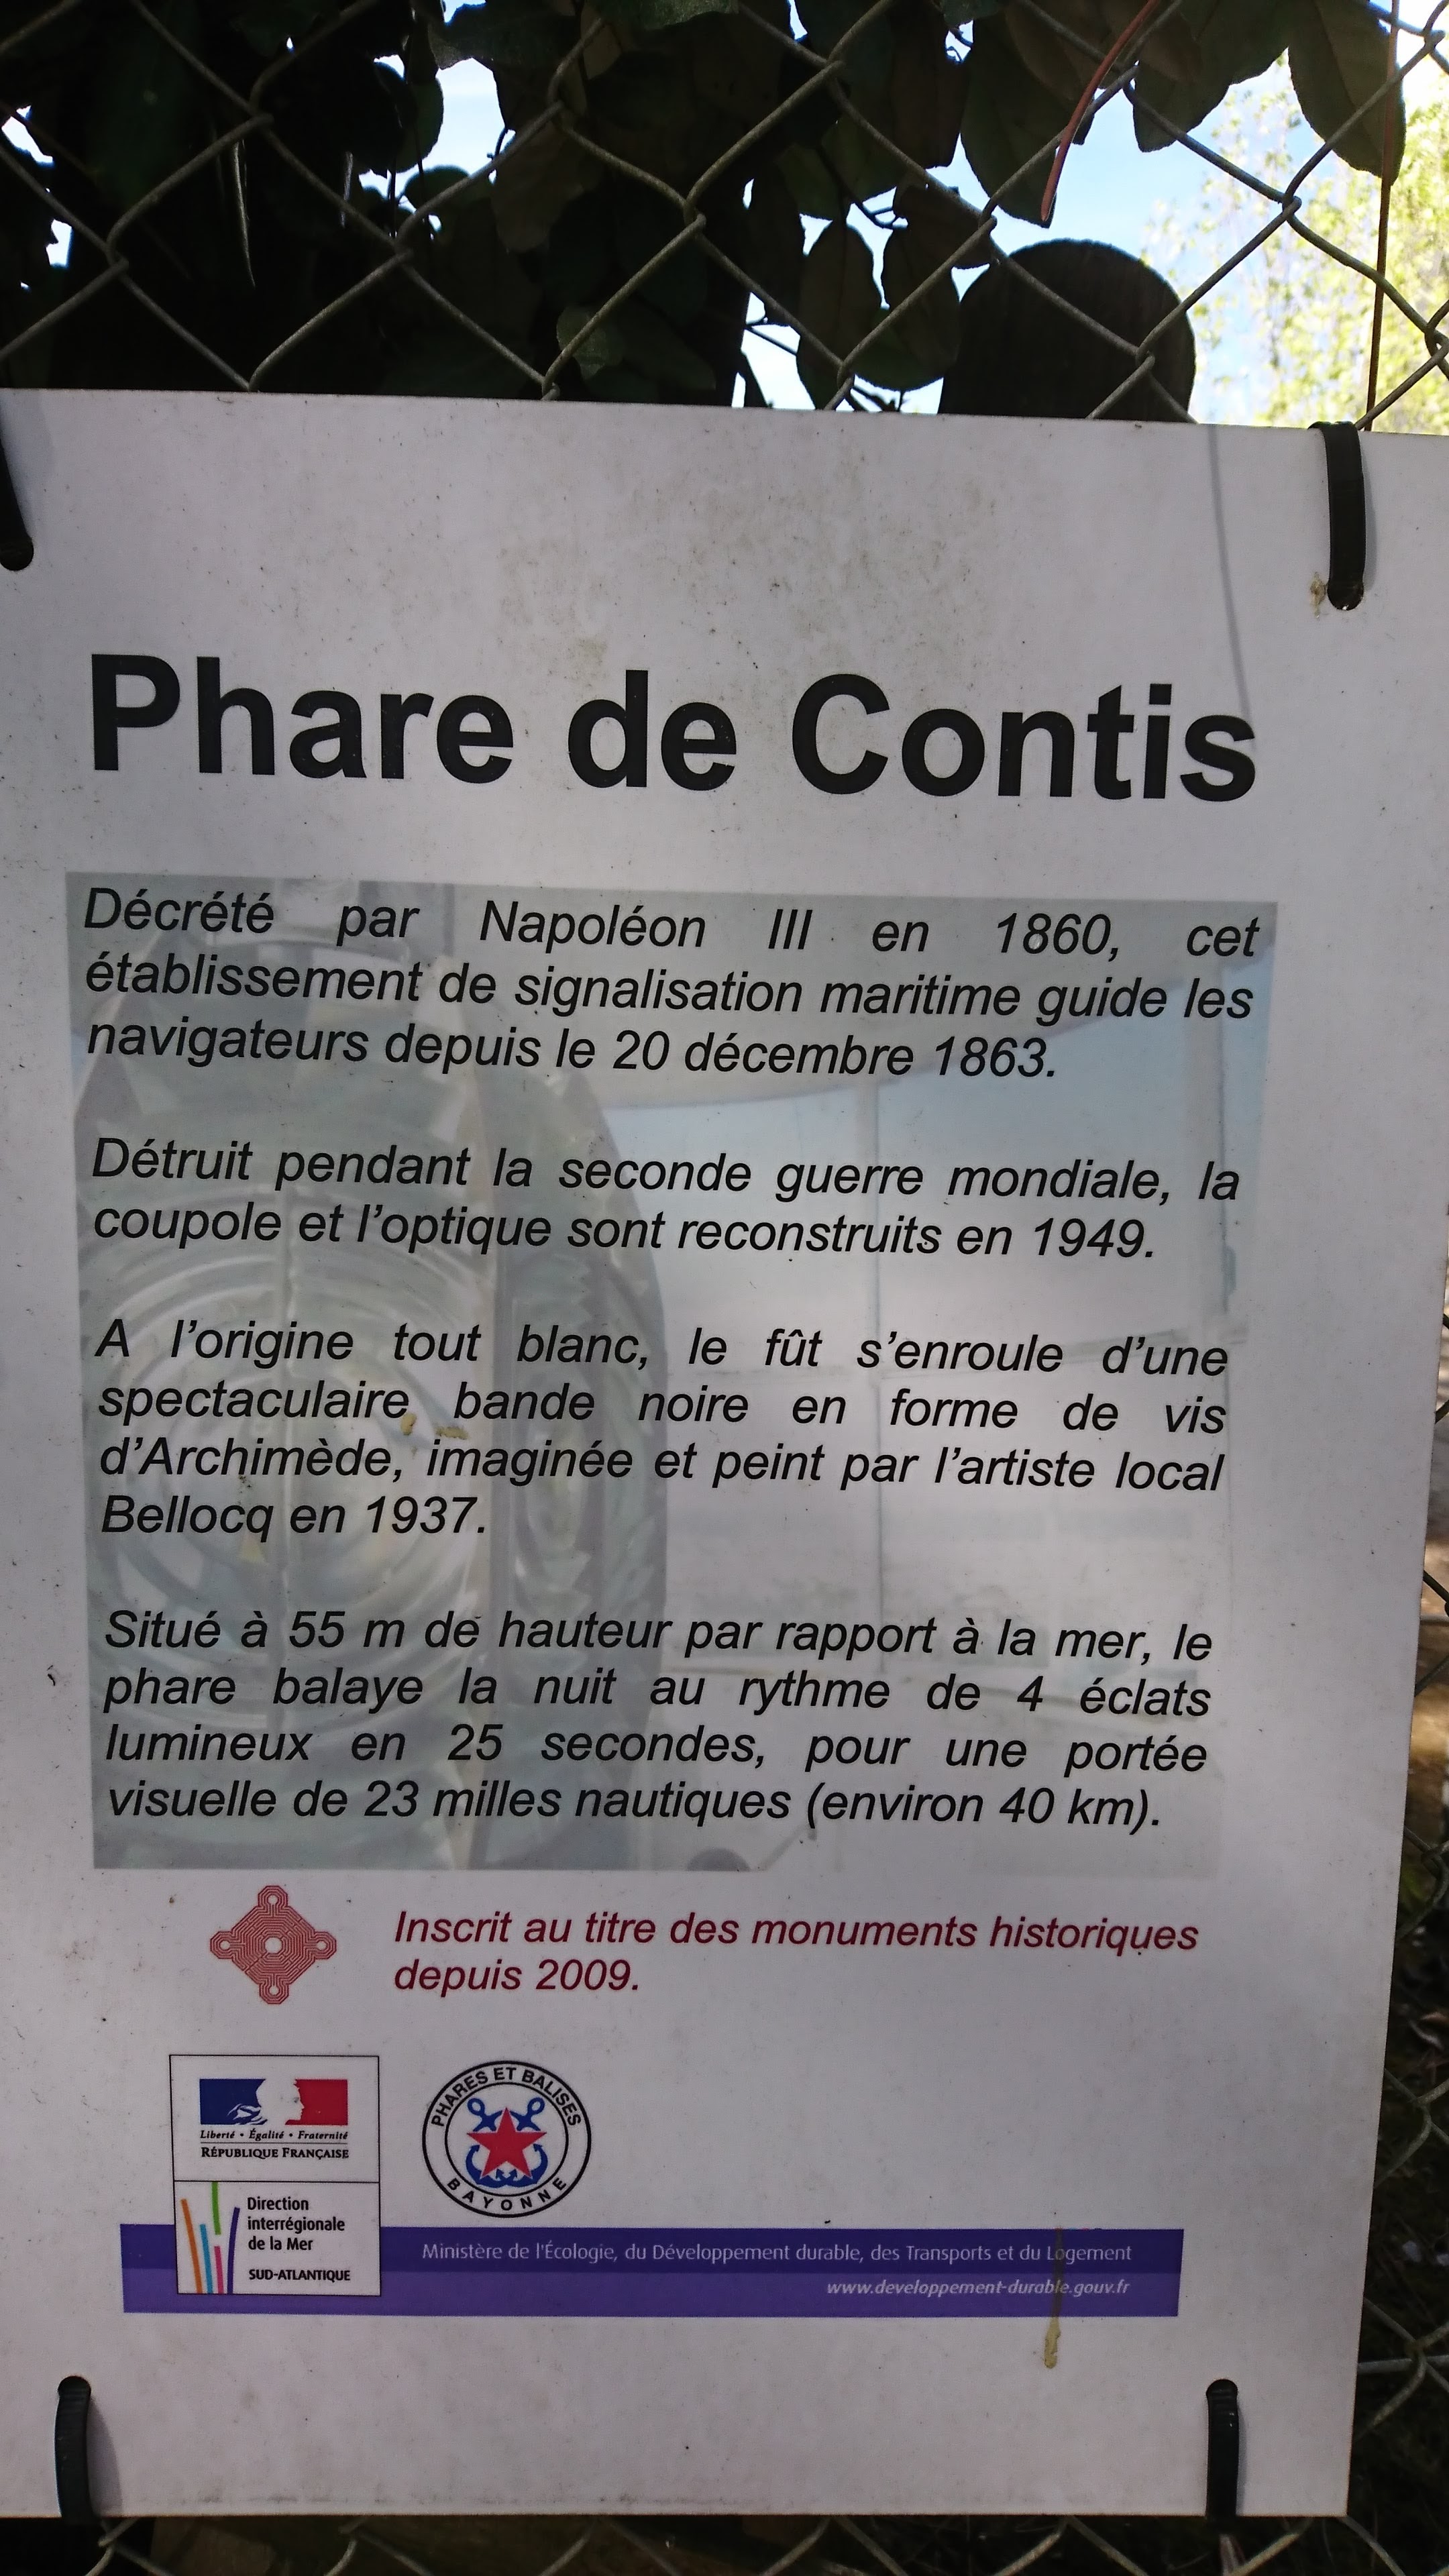 Phare de Contis
Décrété par Napoléon III en 1860, cet
établissement de signalisation maritime guide les
navigateurs depuis le 20 décembre 1863.
Détruit pendant la seconde guerre mondiale, la
coupole et l'optique sont reconstruits en 1949.
A l'origine tout blanc, le fût s'enroule d'une
spectaculaire bande noire en forme de vis
d'Archimède, imaginée et peint par l'artiste local
Bellocq en 1937.
Situé à 55 m de hauteur par rapport à la mer, le
phare balaye la nuit au rythme de 4 éclats
lumineux en 25 secondes, pour une portée
visuelle de 23 milles nautiques (environ 40 km).
Inscrit au titre des monuments historiques
depuis 2009.
Liberté • Égalité • Fraternité
RÉPUBLIQUE FRANÇAISE
PHARES ET BALISES
BAYONNE
Direction
interrégionale
de la Mer
SUD-ATLANTIQUE
Ministère de l'Écologie, du Développement durable, des Transports et du Logement
www.developpement-durable.gouv.fr